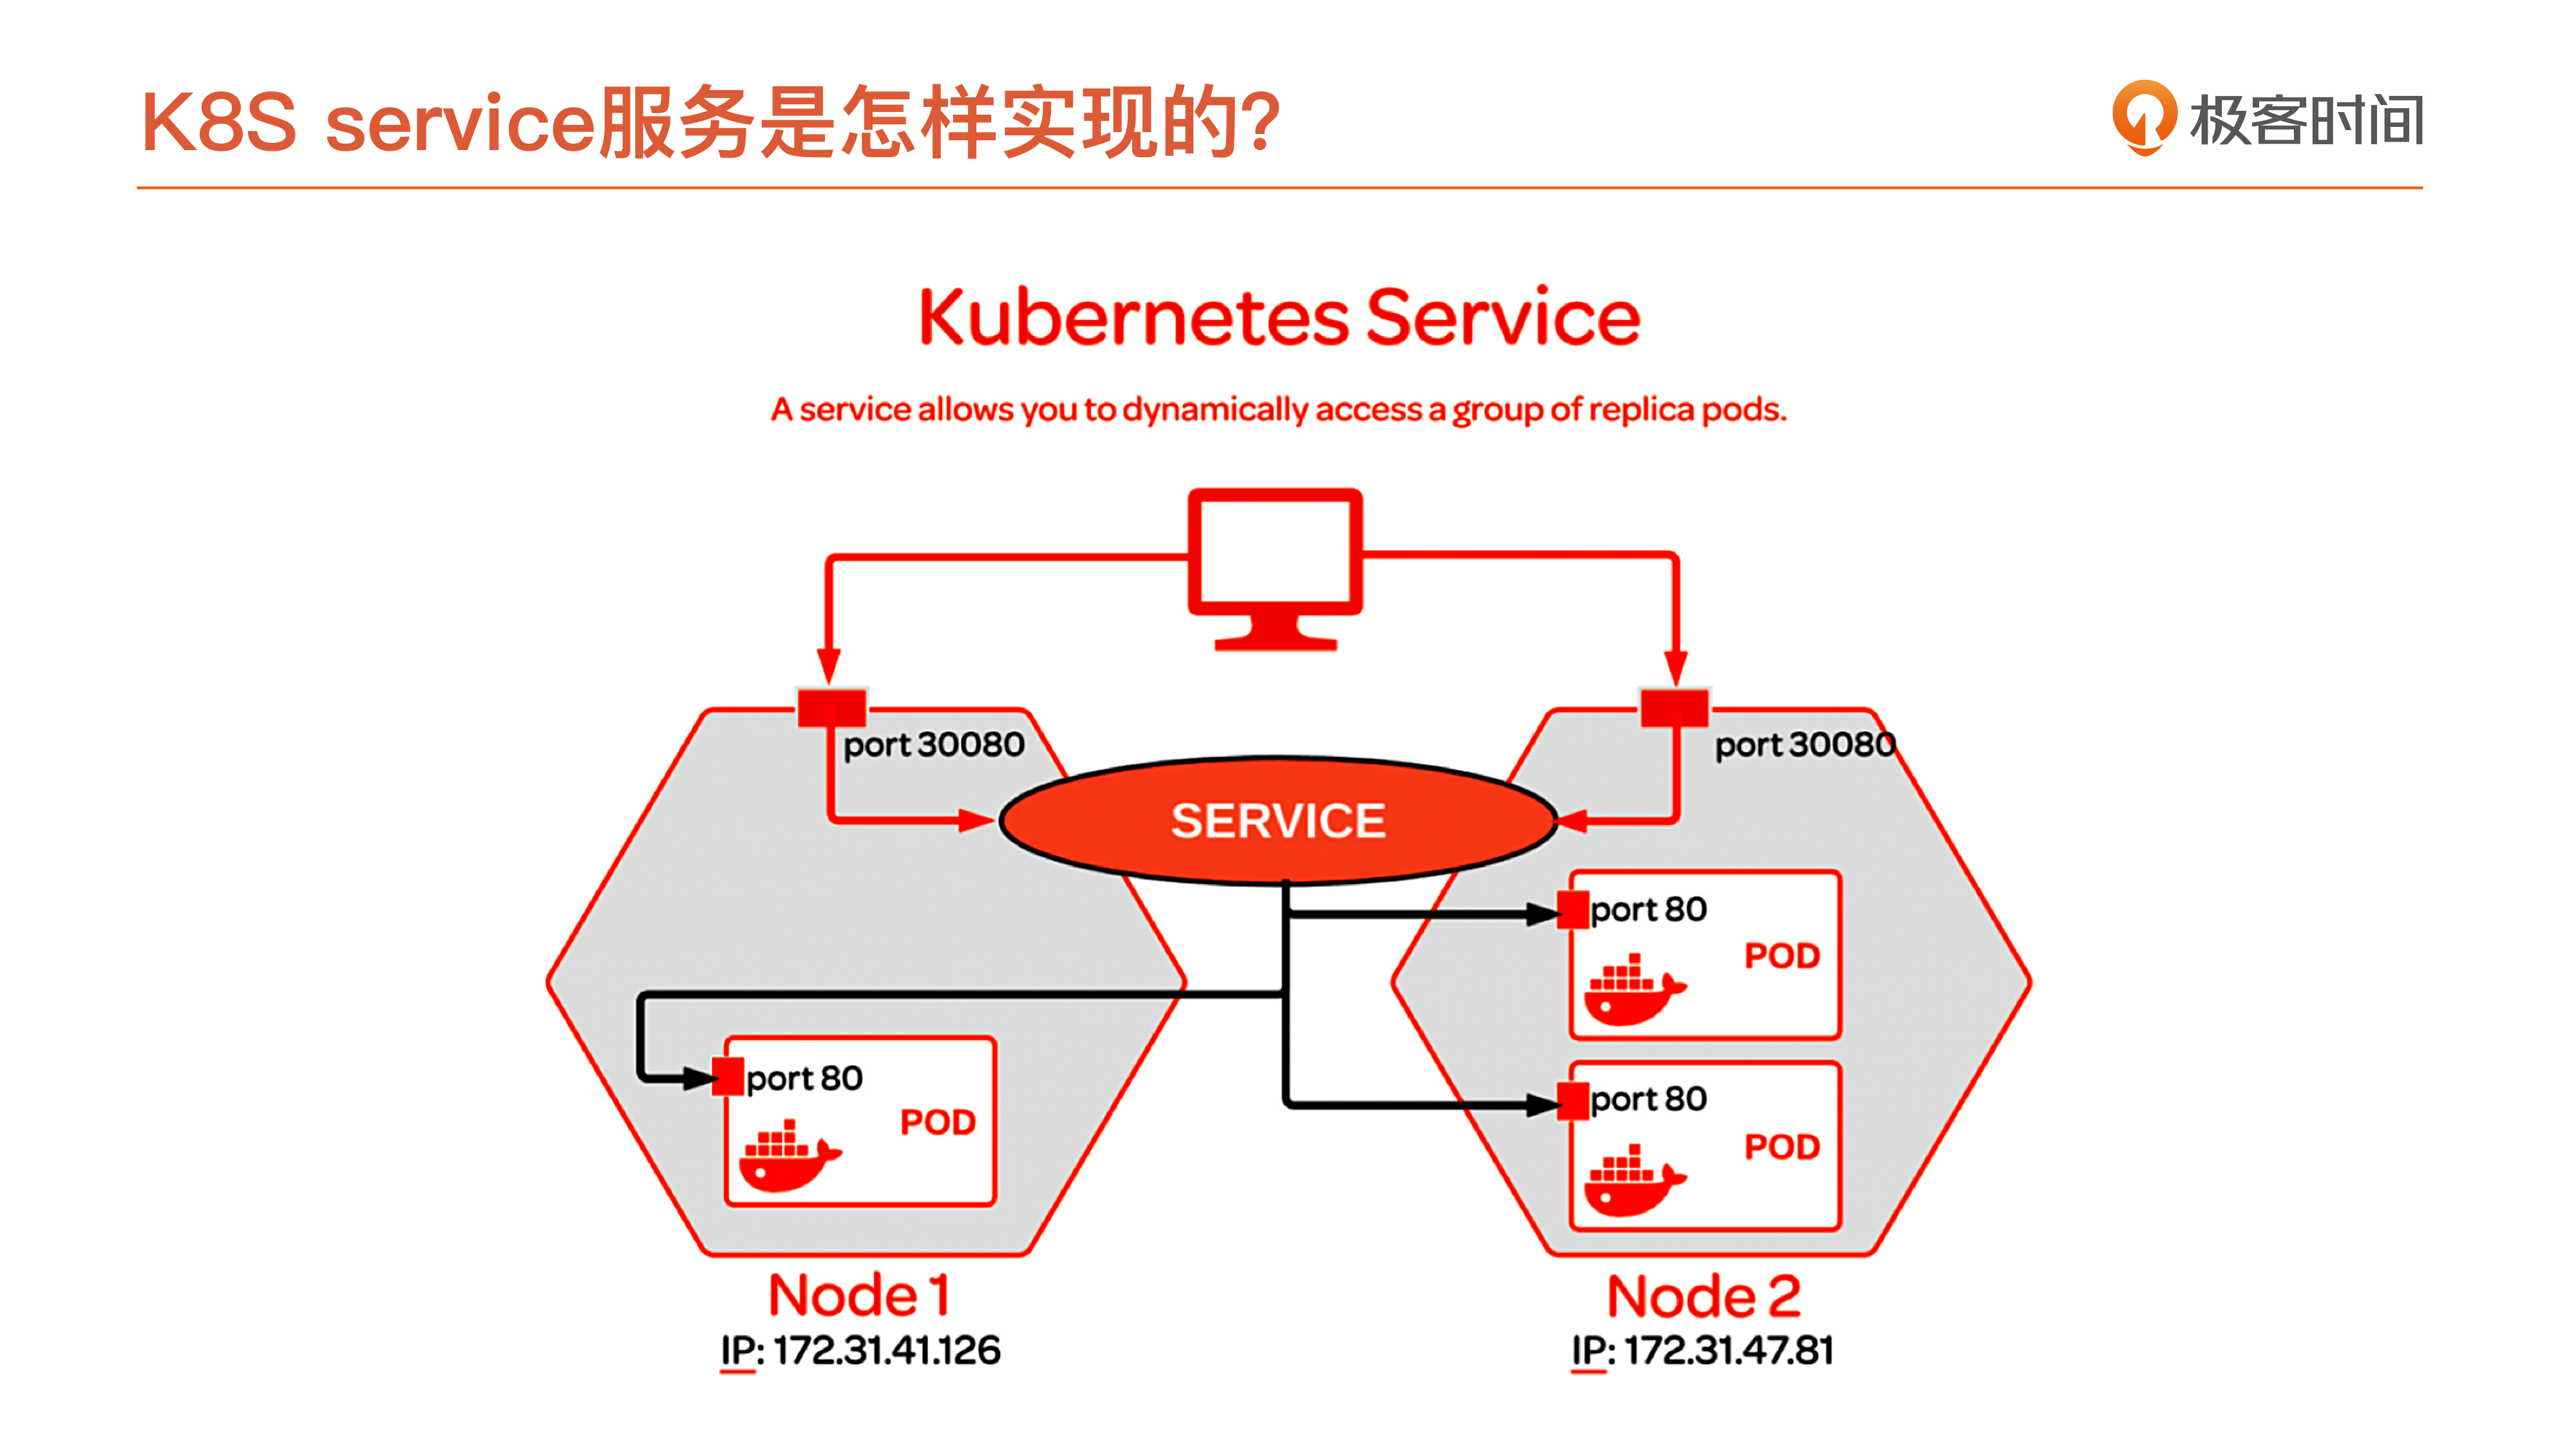 K8S service服务是怎样实现的?
极客时间
Kubernetes Service
A service allows you to dynamically access a group of replica pods.
port 30080
port 30080
SERVICE
port 80
POD
port 80
POD
port 80
POD
Node 1
IP: 172.31.41.126
Node 2
IP: 172.31.47.81